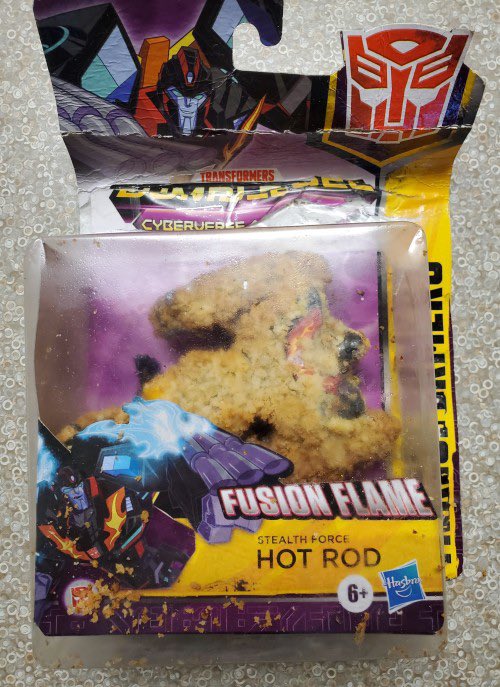 TRANSFORMERS
CYBERVERSE
FUSION FLAME
STEALTH FORCE
HOT ROD
6+
Hasbro